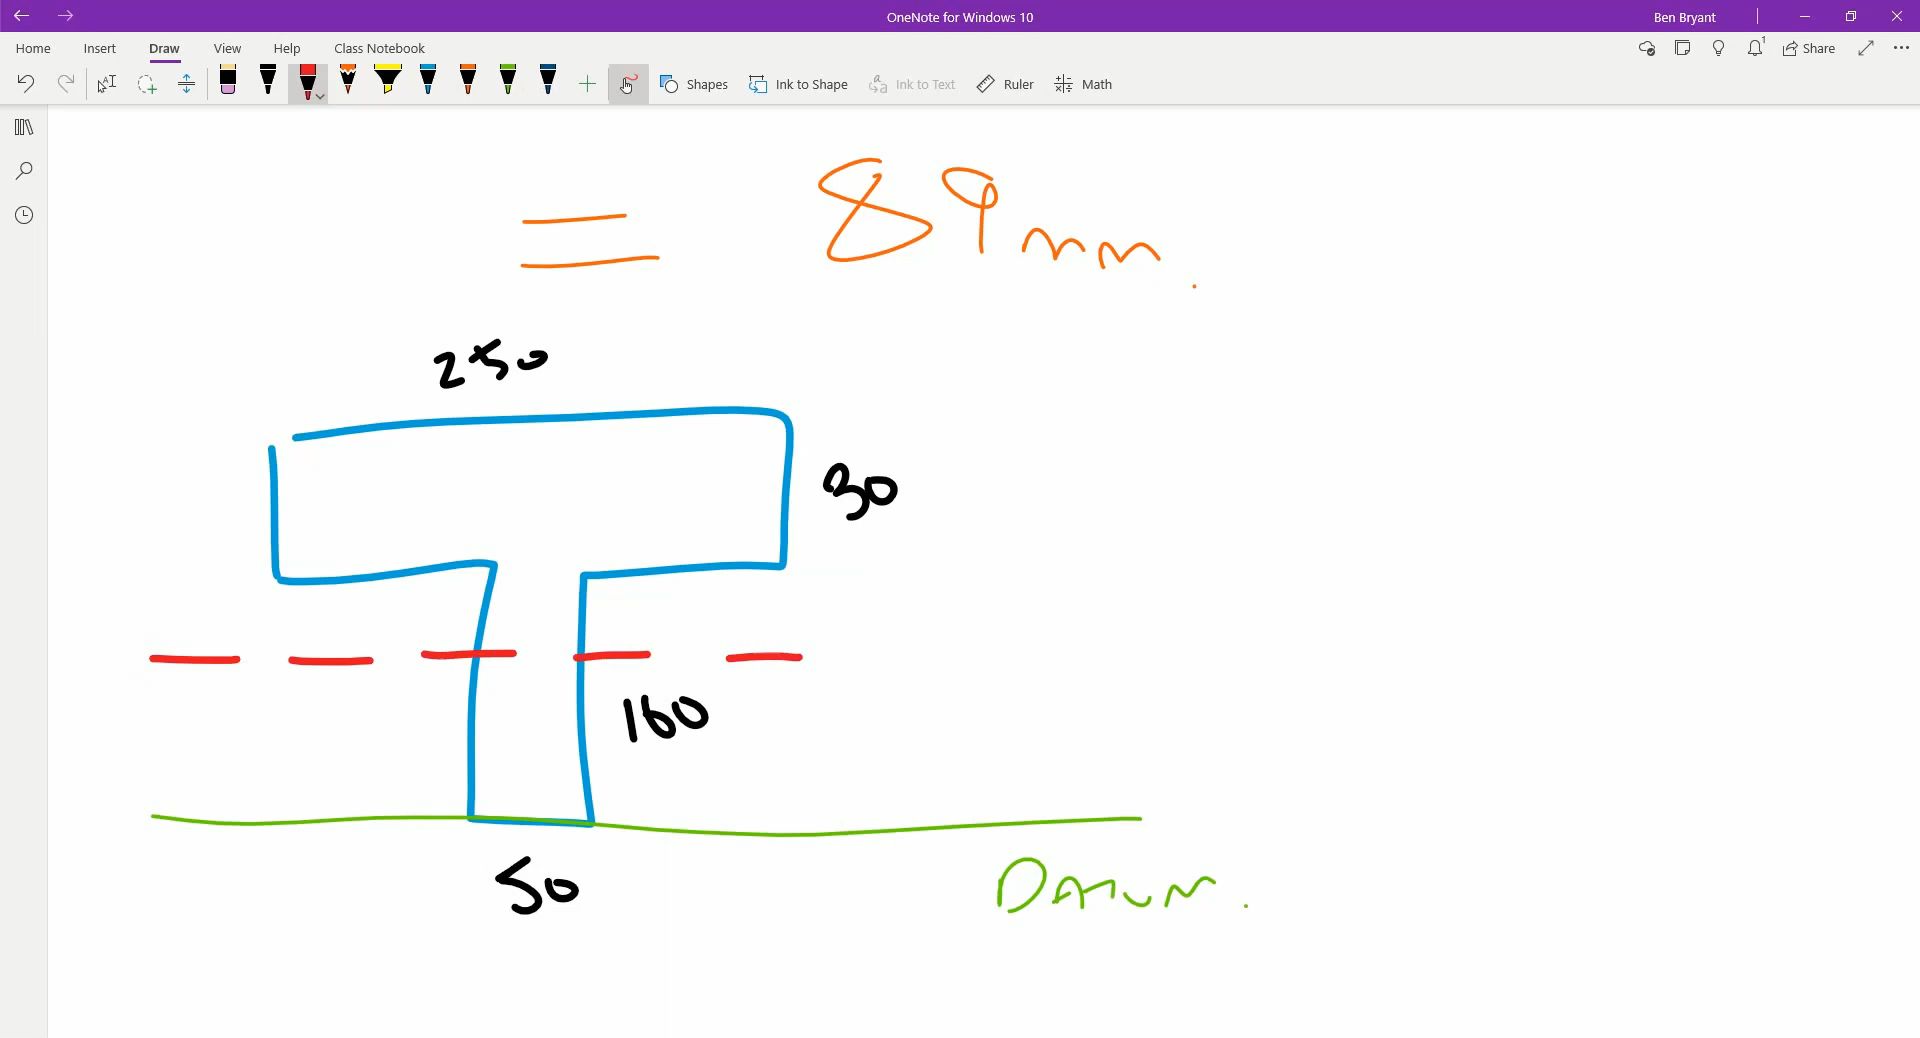 OneNote for Windows 10
Ben Bryant
Home Insert Draw View Help Class Notebook
1 Share
Shapes Ink to Shape Ink to Text Ruler Math
= 89mm.
250
30
160
50
Datum.